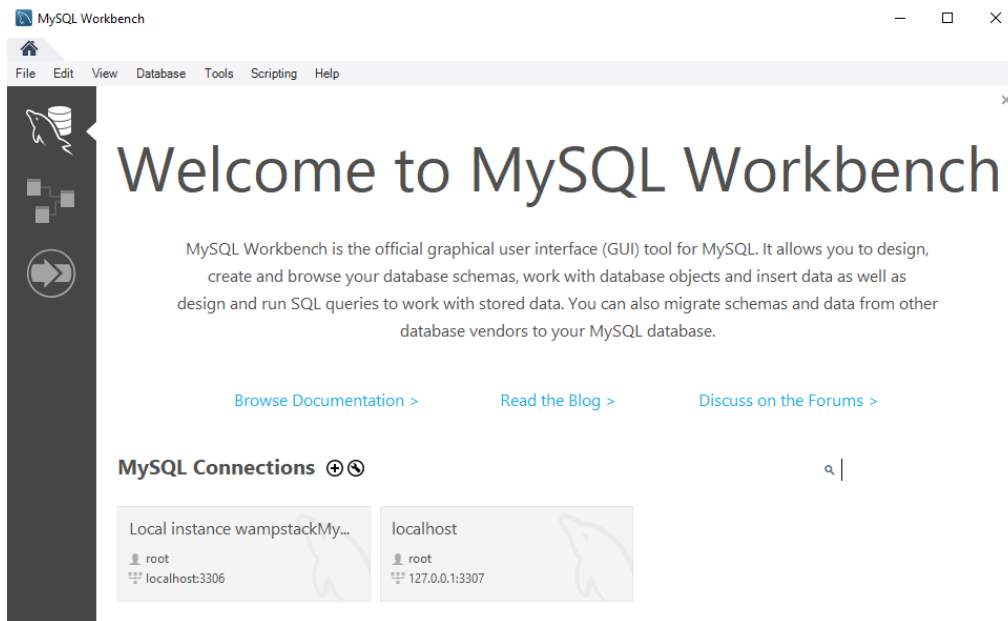 MySQL Workbench
File Edit View Database Tools Scripting Help
Welcome to MySQL Workbench
MySQL Workbench is the official graphical user interface (GUI) tool for MySQL. It allows you to design,
create and browse your database schemas, work with database objects and insert data as well as
design and run SQL queries to work with stored data. You can also migrate schemas and data from other
database vendors to your MySQL database.
Browse Documentation > Read the Blog > Discuss on the Forums >
MySQL Connections
Local instance wampstackMy...
root
localhost:3306
localhost
root
127.0.0.1:3307